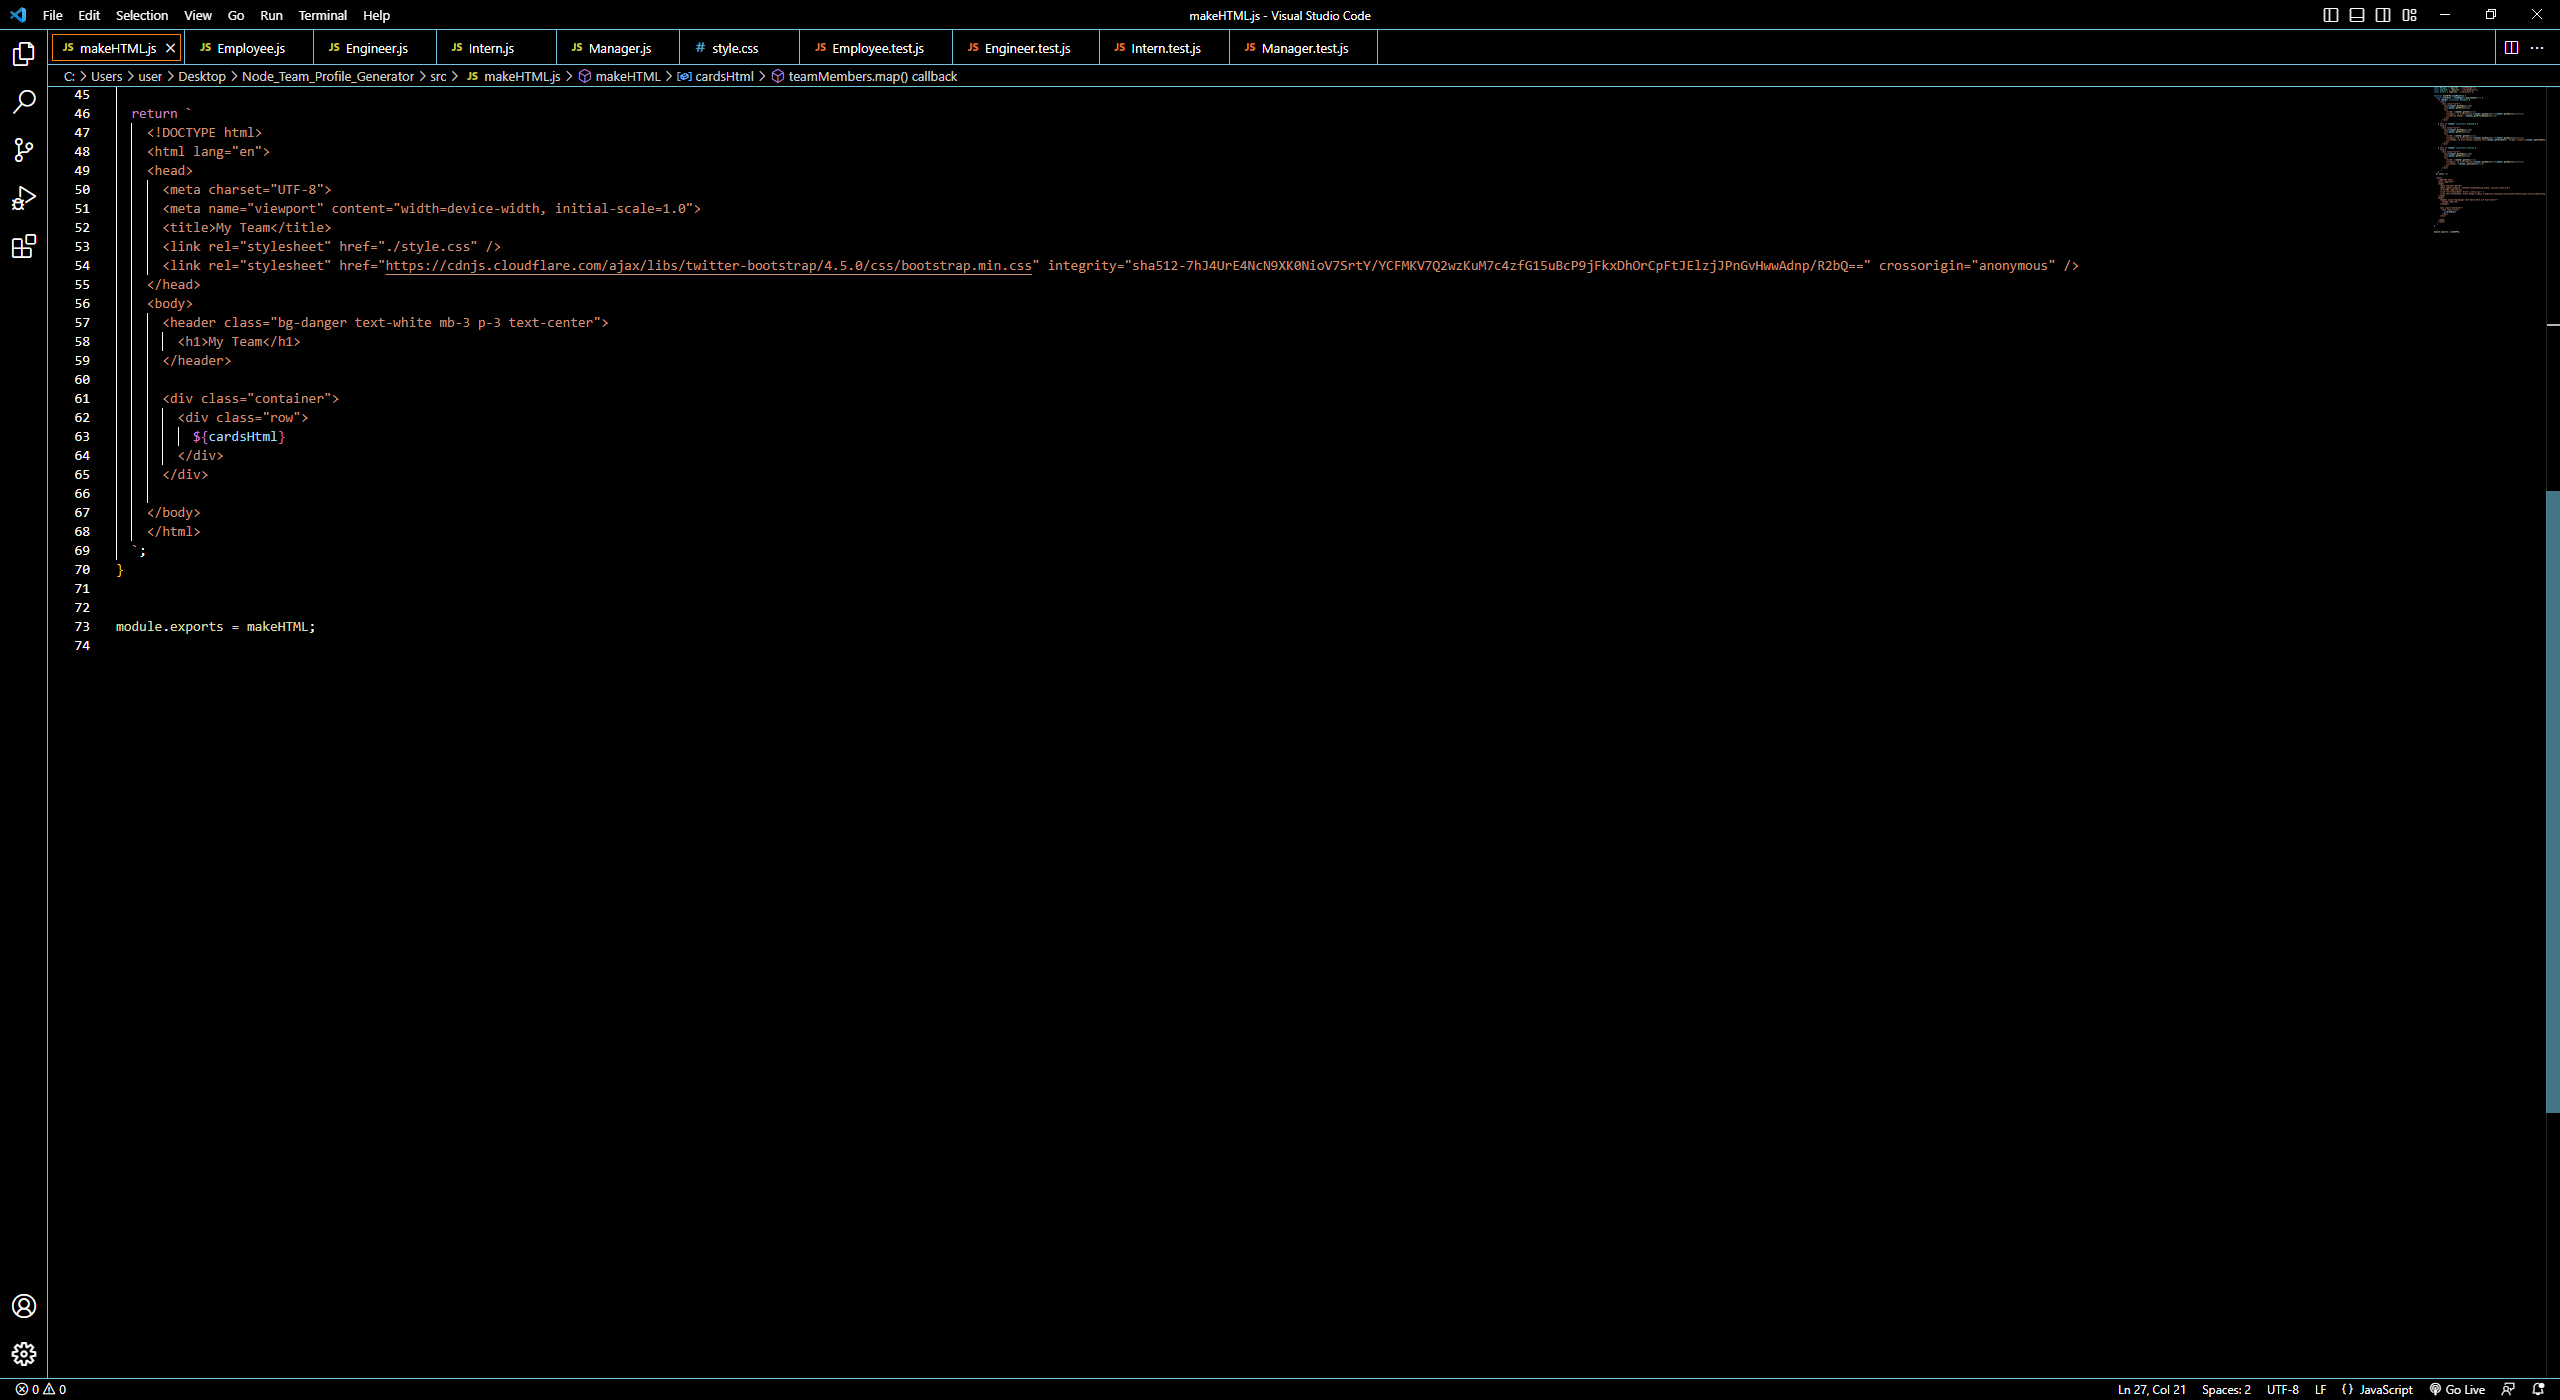 File Edit Selection View Go Run Terminal Help
makeHTML.js - Visual Studio Code
JS makeHTML.js
JS Employee.js
JS Engineer.js
JS Intern.js
JS Manager.js
# style.css
JS Employee.test.js
JS Engineer.test.js
JS Intern.test.js
JS Manager.test.js
C: > Users > user > Desktop > Node_Team_Profile_Generator > src > JS makeHTML.js > makeHTML > cardsHtml > teamMembers.map() callback
45
46 return `
47 <!DOCTYPE html>
48 <html lang="en">
49 <head>
50 <meta charset="UTF-8">
51 <meta name="viewport" content="width=device-width, initial-scale=1.0">
52 <title>My Team</title>
53 <link rel="stylesheet" href="./style.css" />
54 <link rel="stylesheet" href="https://cdnjs.cloudflare.com/ajax/libs/twitter-bootstrap/4.5.0/css/bootstrap.min.css" integrity="sha512-7hJ4UrE4NcN9XK0NioV7SrtY/YCFMKV7Q2wzKuM7c4zfG15uBcP9jFkxDhOrCpFtJElzjJPnGvHwwAdnp/R2bQ==" crossorigin="anonymous" />
55 </head>
56 <body>
57 <header class="bg-danger text-white mb-3 p-3 text-center">
58 <h1>My Team</h1>
59 </header>
60
61 <div class="container">
62 <div class="row">
63 ${cardsHtml}
64 </div>
65 </div>
66
67 </body>
68 </html>
69 `;
70 }
71
72
73 module.exports = makeHTML;
74
0 0
Ln 27, Col 21 Spaces: 2 UTF-8 LF {} JavaScript Go Live